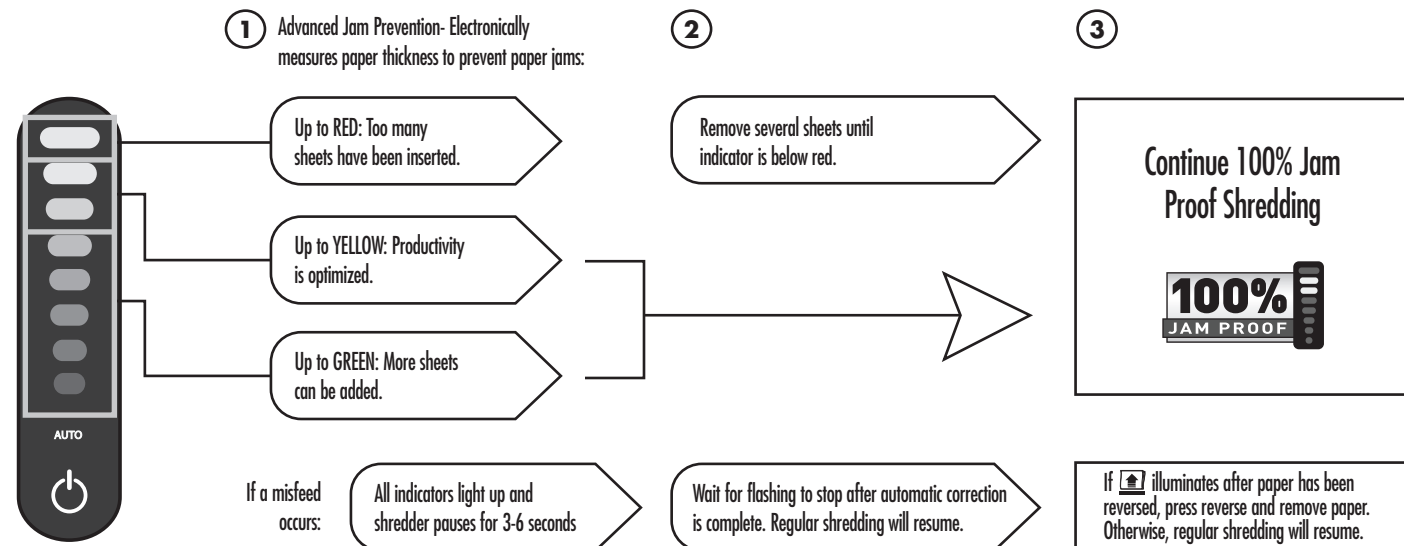 1
Advanced Jam Prevention- Electronically
measures paper thickness to prevent paper jams:
2
3
Up to RED: Too many
sheets have been inserted.
Remove several sheets until
indicator is below red.
Continue 100% Jam
Proof Shredding
Up to YELLOW: Productivity
is optimized.
100%
JAM PROOF
Up to GREEN: More sheets
can be added.
AUTO
If a misfeed
occurs:
All indicators light up and
shredder pauses for 3-6 seconds
Wait for flashing to stop after automatic correction
is complete. Regular shredding will resume.
If illuminates after paper has been
reversed, press reverse and remove paper.
Otherwise, regular shredding will resume.